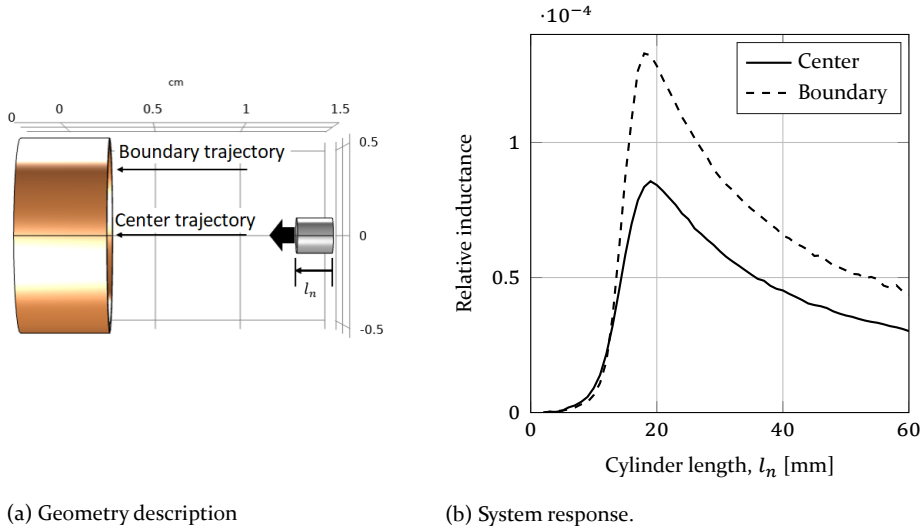 cm
0 0 0.5 1 1.5
0.5
Boundary trajectory
Center trajectory
0
l_n
-0.5
(a) Geometry description
·10⁻⁴
Center
Boundary
1
0.5
0
Relative inductance
0 20 40 60
Cylinder length, l_n [mm]
(b) System response.